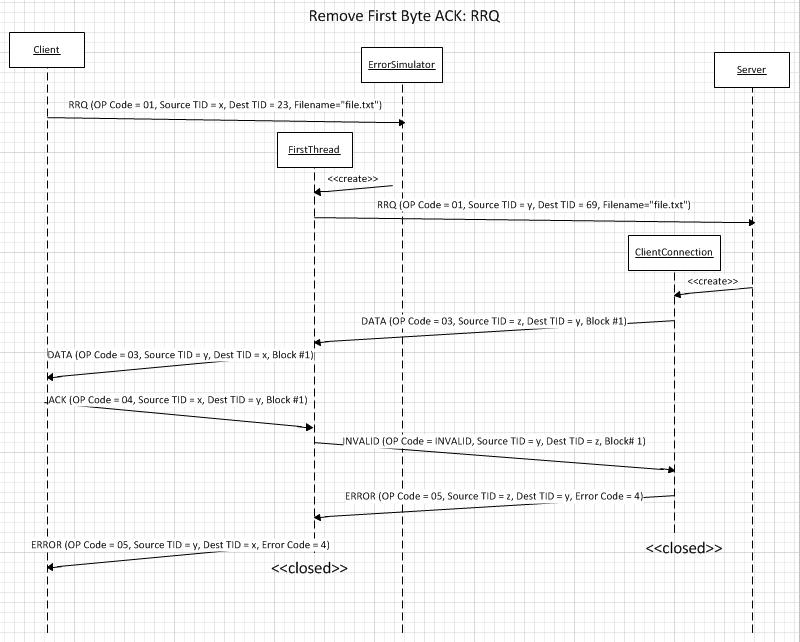 Remove First Byte ACK: RRQ
Client
ErrorSimulator
Server
RRQ (OP Code = 01, Source TID = x, Dest TID = 23, Filename="file.txt")
FirstThread
<<create>>
RRQ (OP Code = 01, Source TID = y, Dest TID = 69, Filename="file.txt")
ClientConnection
<<create>>
DATA (OP Code = 03, Source TID = z, Dest TID = y, Block #1)
DATA (OP Code = 03, Source TID = y, Dest TID = x, Block #1)
ACK (OP Code = 04, Source TID = x, Dest TID = y, Block #1)
INVALID (OP Code = INVALID, Source TID = y, Dest TID = z, Block# 1)
ERROR (OP Code = 05, Source TID = z, Dest TID = y, Error Code = 4)
ERROR (OP Code = 05, Source TID = y, Dest TID = x, Error Code = 4)
<<closed>>
<<closed>>